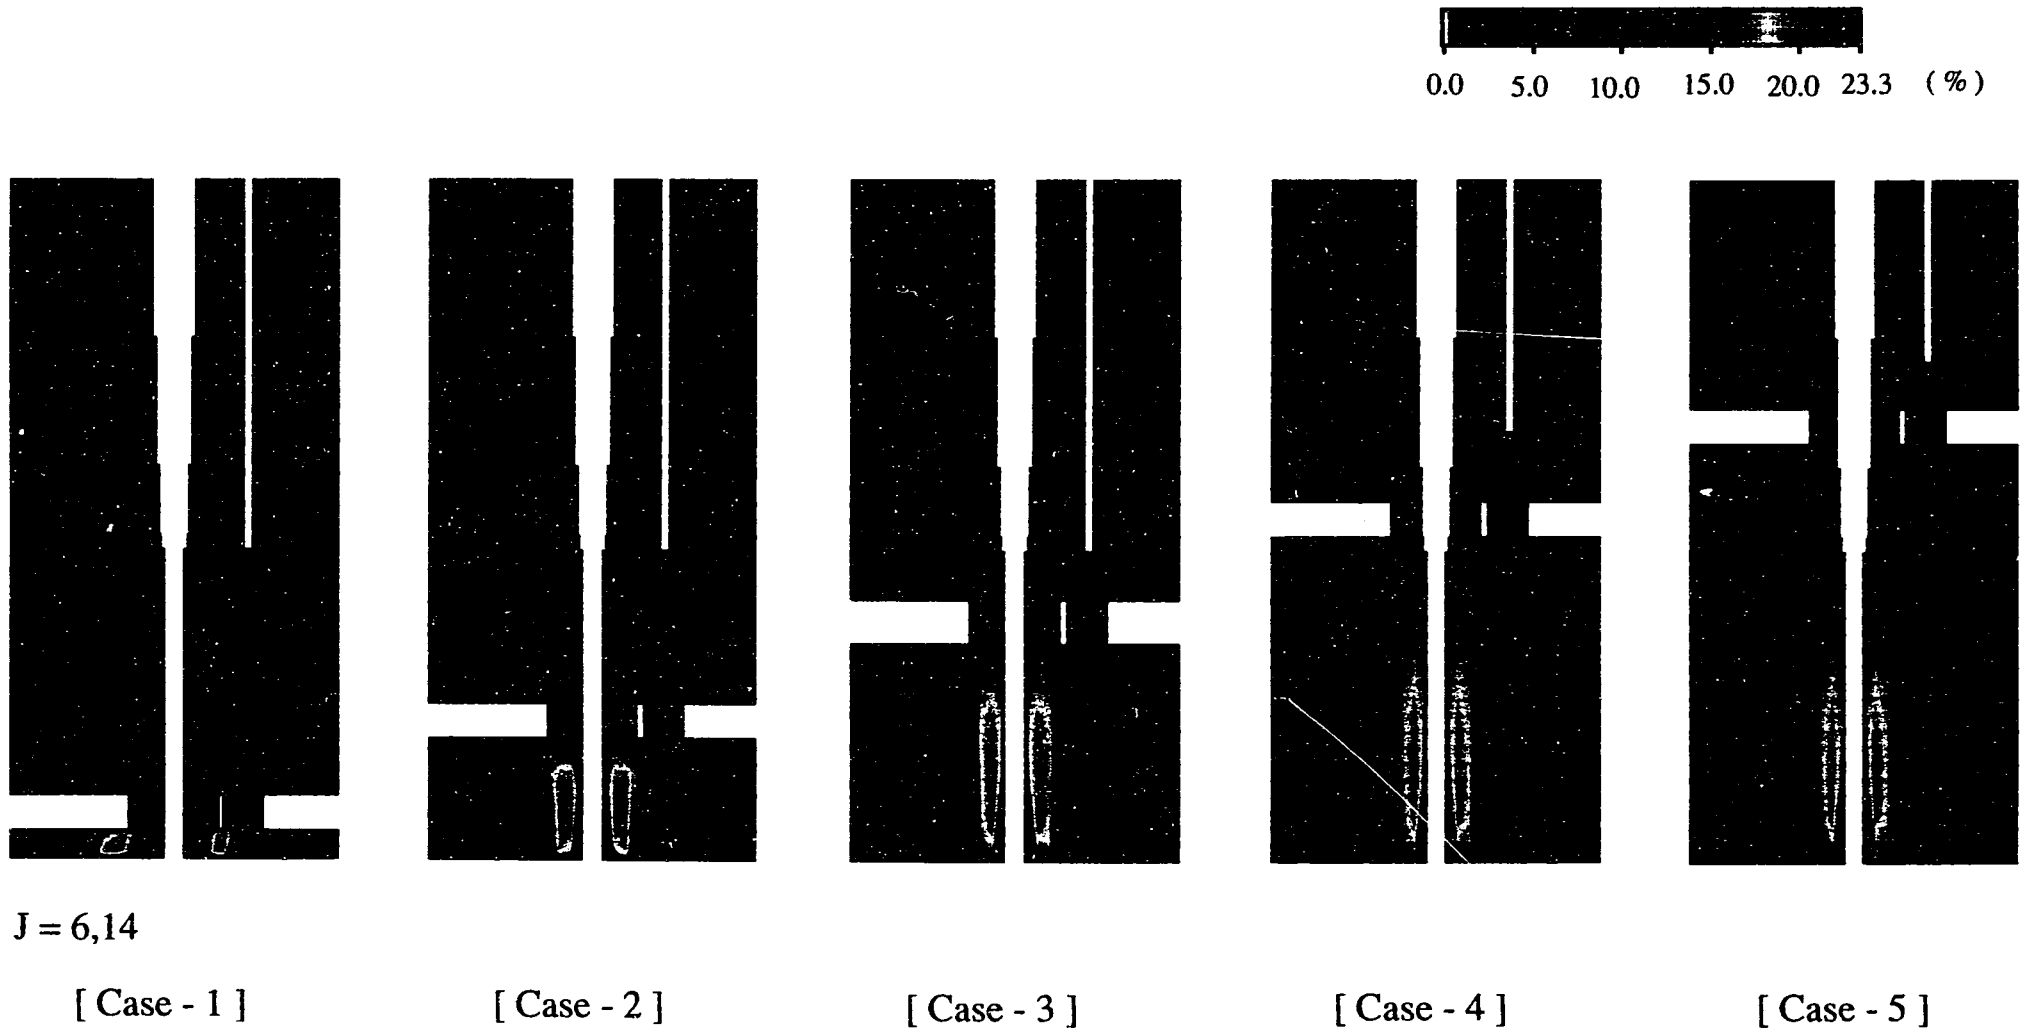 0.0 5.0 10.0 15.0 20.0 23.3 ( % )
J = 6,14
[ Case - 1 ] [ Case - 2 ] [ Case - 3 ] [ Case - 4 ] [ Case - 5 ]